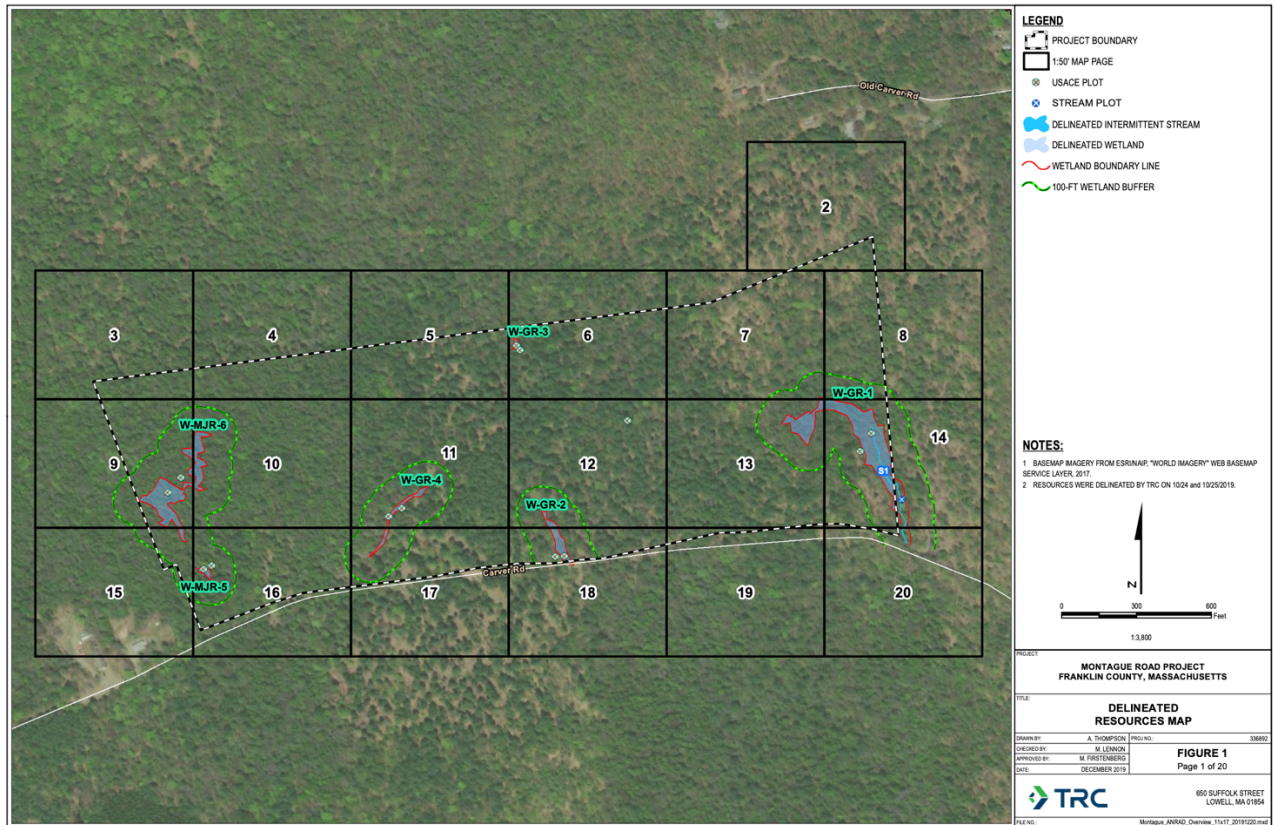 Old Carver Rd
2
3
4
5
6
7
8
W-GR-3
W-GR-1
W-MJR-6
9
10
11
12
13
14
W-GR-4
W-GR-2
S1
Carver Rd
W-MJR-5
15
16
17
18
19
20
LEGEND
PROJECT BOUNDARY
1:50' MAP PAGE
USACE PLOT
STREAM PLOT
DELINEATED INTERMITTENT STREAM
DELINEATED WETLAND
WETLAND BOUNDARY LINE
100-FT WETLAND BUFFER
NOTES:
1 BASEMAP IMAGERY FROM ESRI/NAIP, "WORLD IMAGERY" WEB BASEMAP
SERVICE LAYER, 2017.
2 RESOURCES WERE DELINEATED BY TRC ON 10/24 and 10/25/2019.
N
0 300 600
Feet
1:3,800
PROJECT:
MONTAGUE ROAD PROJECT
FRANKLIN COUNTY, MASSACHUSETTS
TITLE:
DELINEATED
RESOURCES MAP
DRAWN BY: A. THOMPSON PROJ NO.: 336892
CHECKED BY: M. LENNON
APPROVED BY: M. FIRSTENBERG
DATE: DECEMBER 2019
FIGURE 1
Page 1 of 20
TRC
650 SUFFOLK STREET
LOWELL, MA 01854
FILE NO.: Montague_ANRAD_Overview_11x17_20191220.mxd